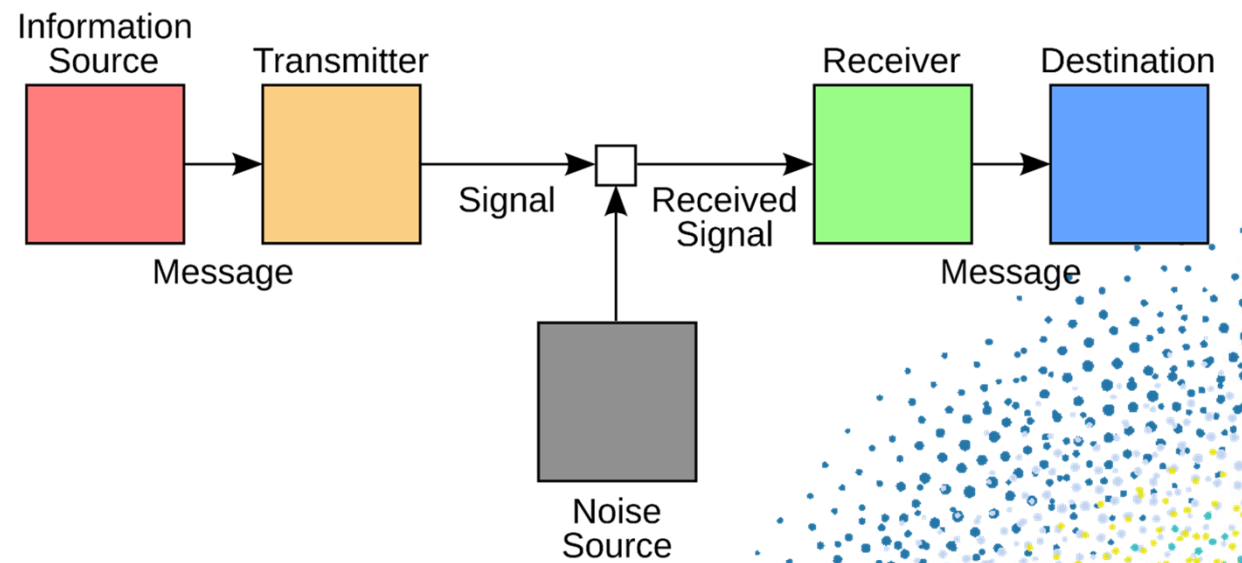 Information
Source
Transmitter
Receiver
Destination
Signal
Received
Signal
Message
Message
Noise
Source